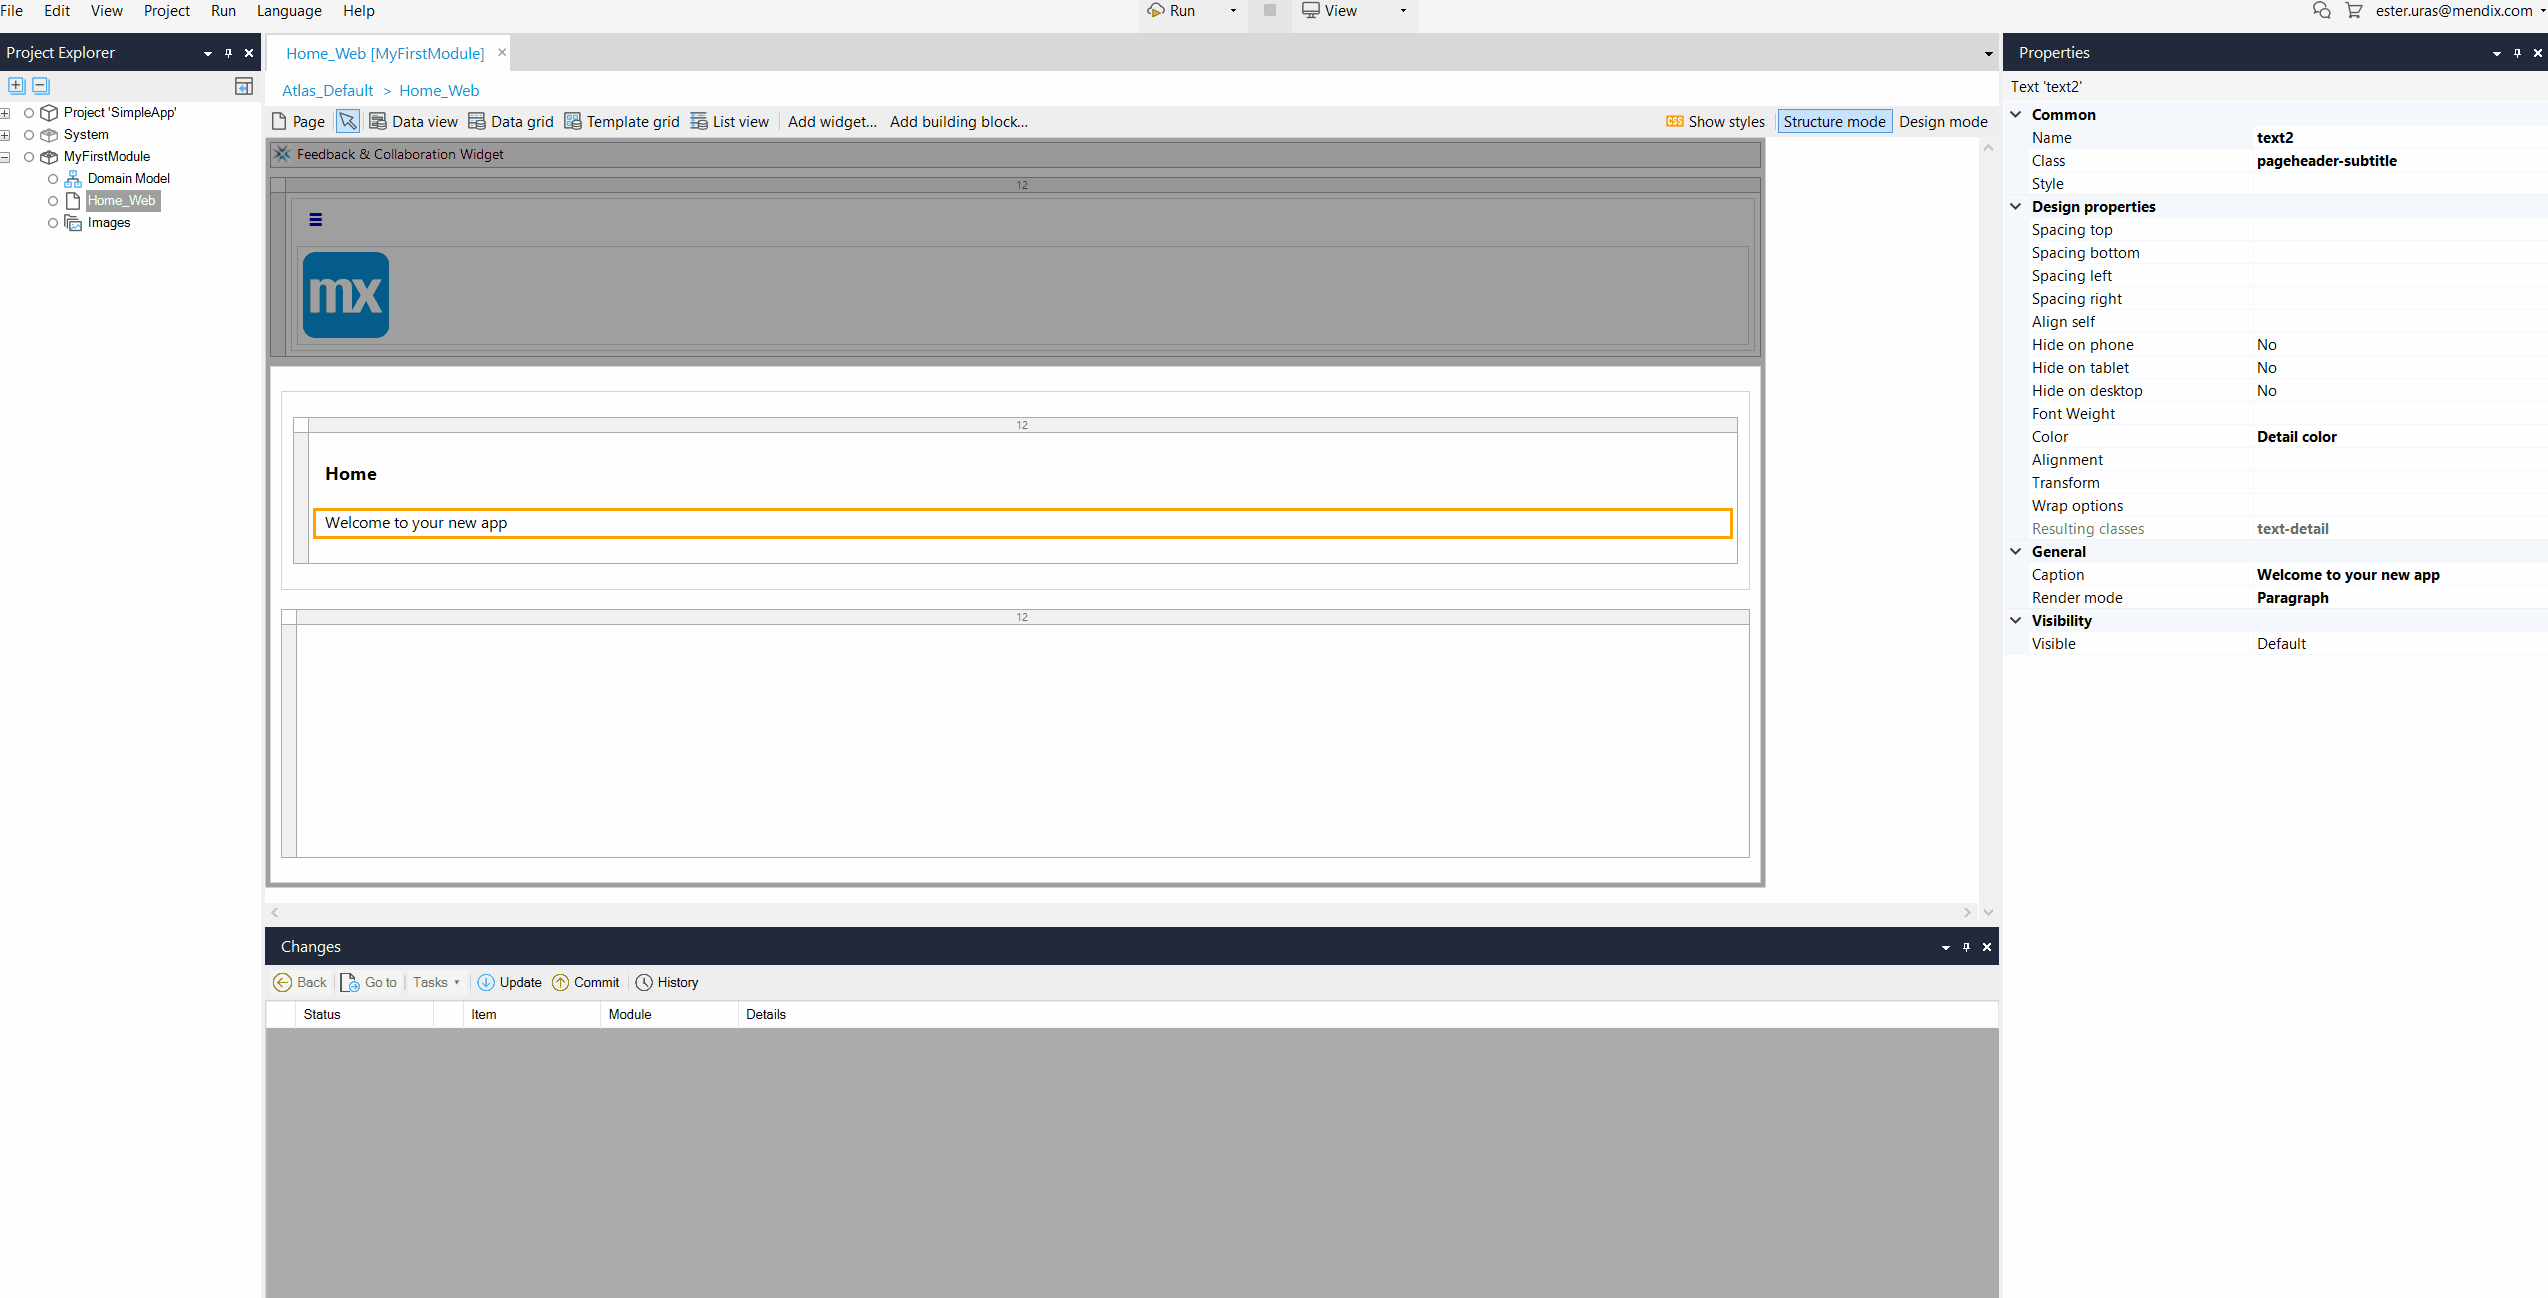 File Edit View Project Run Language Help Run View ester.uras@mendix.com
Project Explorer
Project 'SimpleApp'
System
MyFirstModule
Domain Model
Home_Web
Images
Home_Web [MyFirstModule]
Atlas_Default > Home_Web
Page Data view Data grid Template grid List view Add widget... Add building block... CSS Show styles Structure mode Design mode
Feedback & Collaboration Widget
12
mx
12
Home
Welcome to your new app
12
Changes
Back Go to Tasks Update Commit History
Status Item Module Details
Properties
Text 'text2'
Common
Name text2
Class pageheader-subtitle
Style
Design properties
Spacing top
Spacing bottom
Spacing left
Spacing right
Align self
Hide on phone No
Hide on tablet No
Hide on desktop No
Font Weight
Color Detail color
Alignment
Transform
Wrap options
Resulting classes text-detail
General
Caption Welcome to your new app
Render mode Paragraph
Visibility
Visible Default